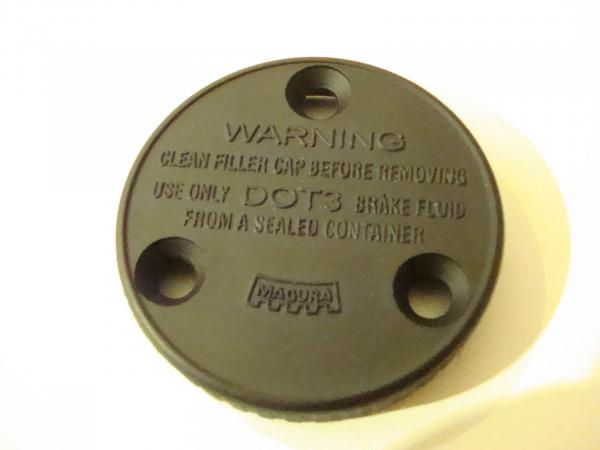 WARNING
CLEAN FILLER CAP BEFORE REMOVING
USE ONLY DOT3 BRAKE FLUID
FROM A SEALED CONTAINER
MAGURA